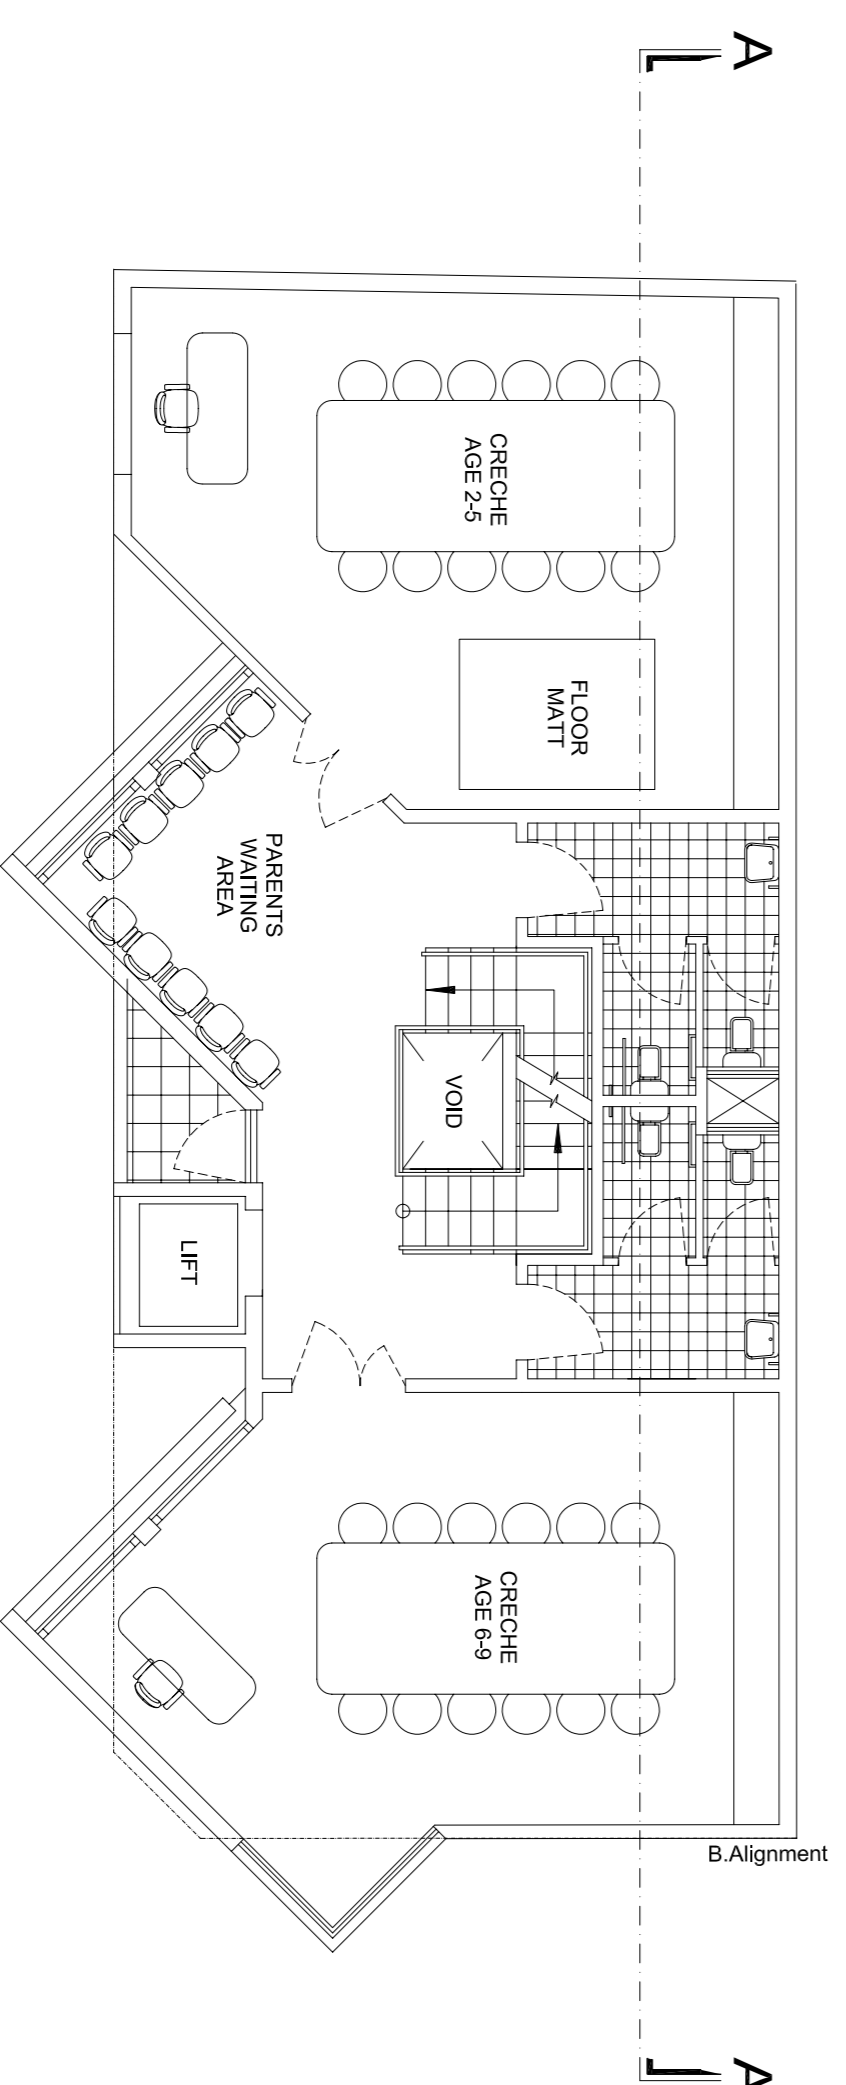 A
CRECHE
AGE 2-5
FLOOR
MATT
PARENTS
WAITING
AREA
VOID
LIFT
CRECHE
AGE 6-9
B.Alignment
A